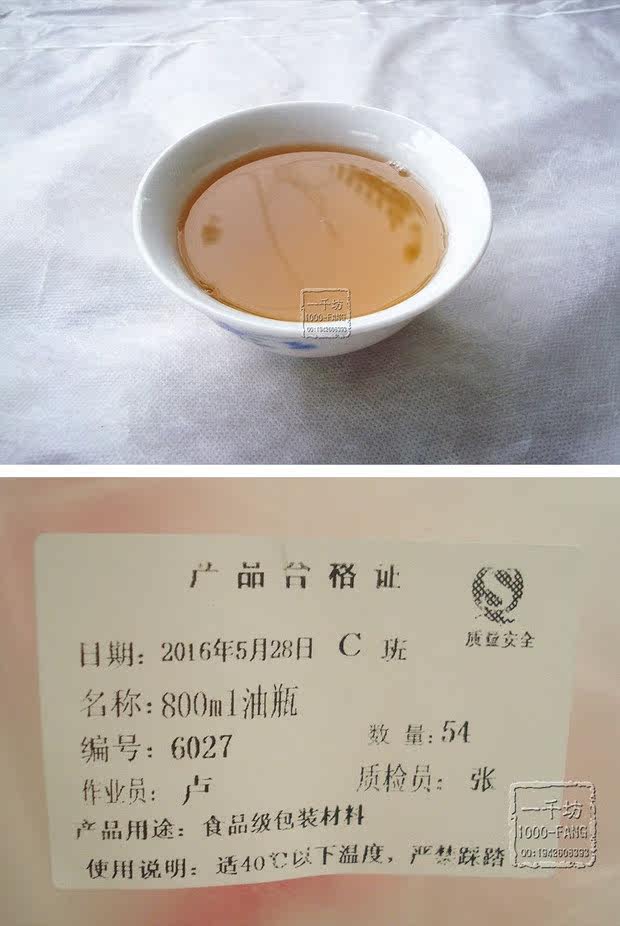 一千坊
1000-FANG
QQ:1942606393
产品合格证
质量安全
日期：2016年5月28日 C 班
名称：800ml油瓶
编号：6027
数量：54
作业员：卢
质检员：张
产品用途：食品级包装材料
使用说明：适40℃以下温度，严禁踩踏
一千坊
1000-FANG
QQ:1942606393